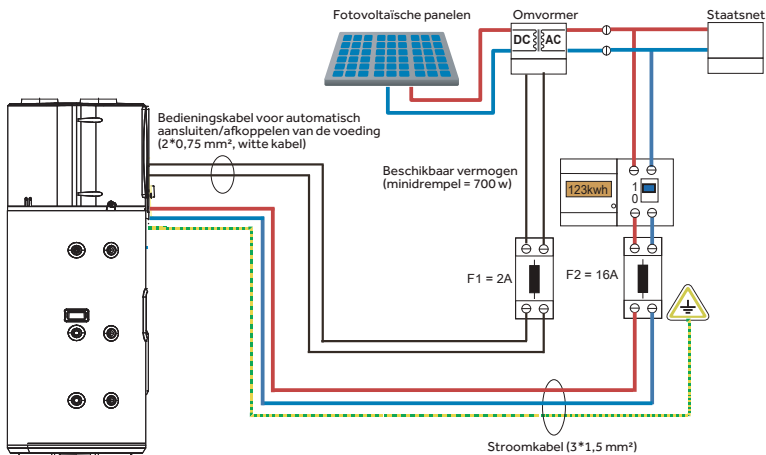 Fotovoltaïsche panelen
Omvormer
Staatsnet
DC
AC
Bedieningskabel voor automatisch
aansluiten/afkoppelen van de voeding
(2*0,75 mm², witte kabel)
Beschikbaar vermogen
(minidrempel = 700 w)
123kwh
1
0
F1 = 2A
F2 = 16A
Stroomkabel (3*1,5 mm²)